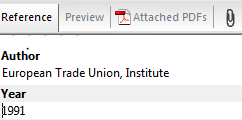 Reference Preview Attached PDFs
Author
European Trade Union, Institute
Year
1991